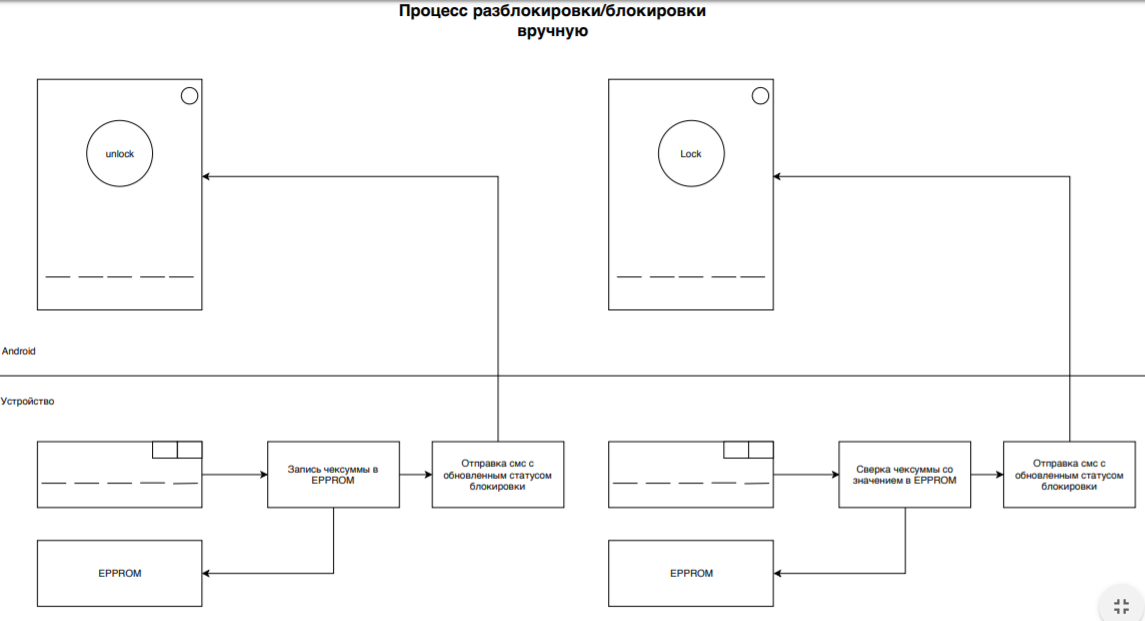 Процесс разблокировки/блокировки
вручную
unlock
Lock
Android
Устройство
Запись чексуммы в
EPPROM
Отправка смс с
обновленным статусом
блокировки
Сверка чексуммы со
значением в EPPROM
Отправка смс с
обновленным статусом
блокировки
EPPROM
EPPROM